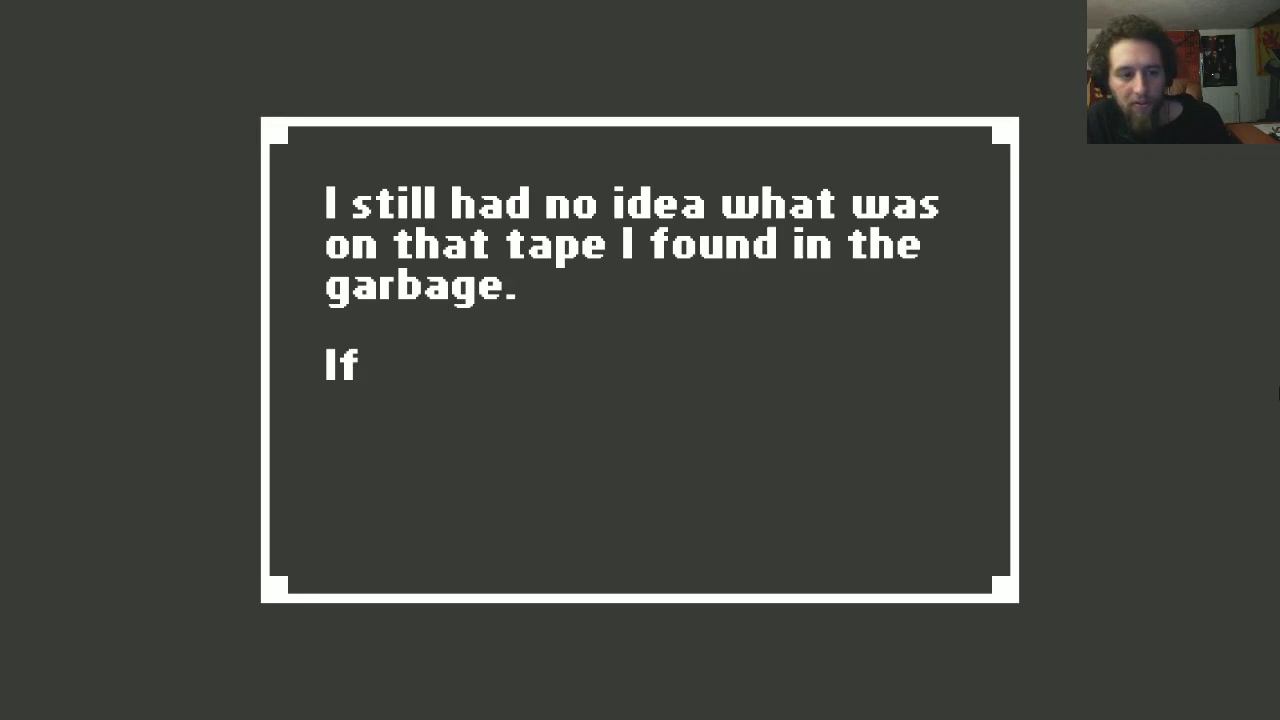 I still had no idea what was
on that tape I found in the
garbage.
If